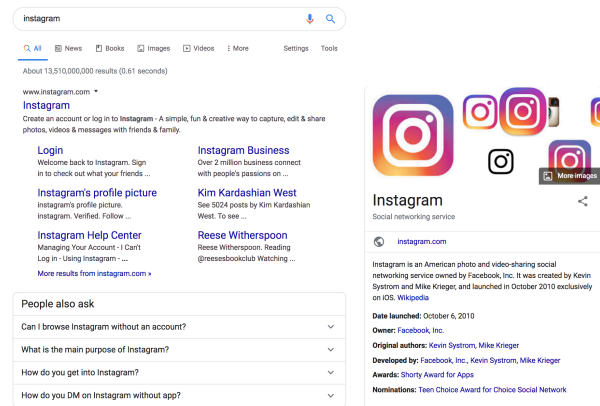 instagram
All News Books Images Videos More Settings Tools
About 13,510,000,000 results (0.61 seconds)
www.instagram.com
Instagram
Create an account or log in to Instagram - A simple, fun & creative way to capture, edit & share
photos, videos & messages with friends & family.
Login
Welcome back to Instagram. Sign
in to check out what your friends ...
Instagram Business
Over 2 million business connect
with people's passions on ...
Instagram's profile picture
instagram's profile picture.
instagram. Verified. Follow ...
Kim Kardashian West
See 5024 posts by Kim Kardashian
West. To see ...
Instagram Help Center
Managing Your Account - I Can't
Log in - Using Instagram - ...
Reese Witherspoon
Reese Witherspoon. Reading
@reesesbookclub Watching ...
More results from instagram.com »
People also ask
Can I browse Instagram without an account?
What is the main purpose of Instagram?
How do you get into Instagram?
How do you DM on Instagram without app?
More images
Instagram
Social networking service
instagram.com
Instagram is an American photo and video-sharing social
networking service owned by Facebook, Inc. It was created by Kevin
Systrom and Mike Krieger, and launched in October 2010 exclusively
on iOS. Wikipedia
Date launched: October 6, 2010
Owner: Facebook, Inc.
Original authors: Kevin Systrom, Mike Krieger
Developed by: Facebook, Inc., Kevin Systrom, Mike Krieger
Awards: Shorty Award for Apps
Nominations: Teen Choice Award for Choice Social Network